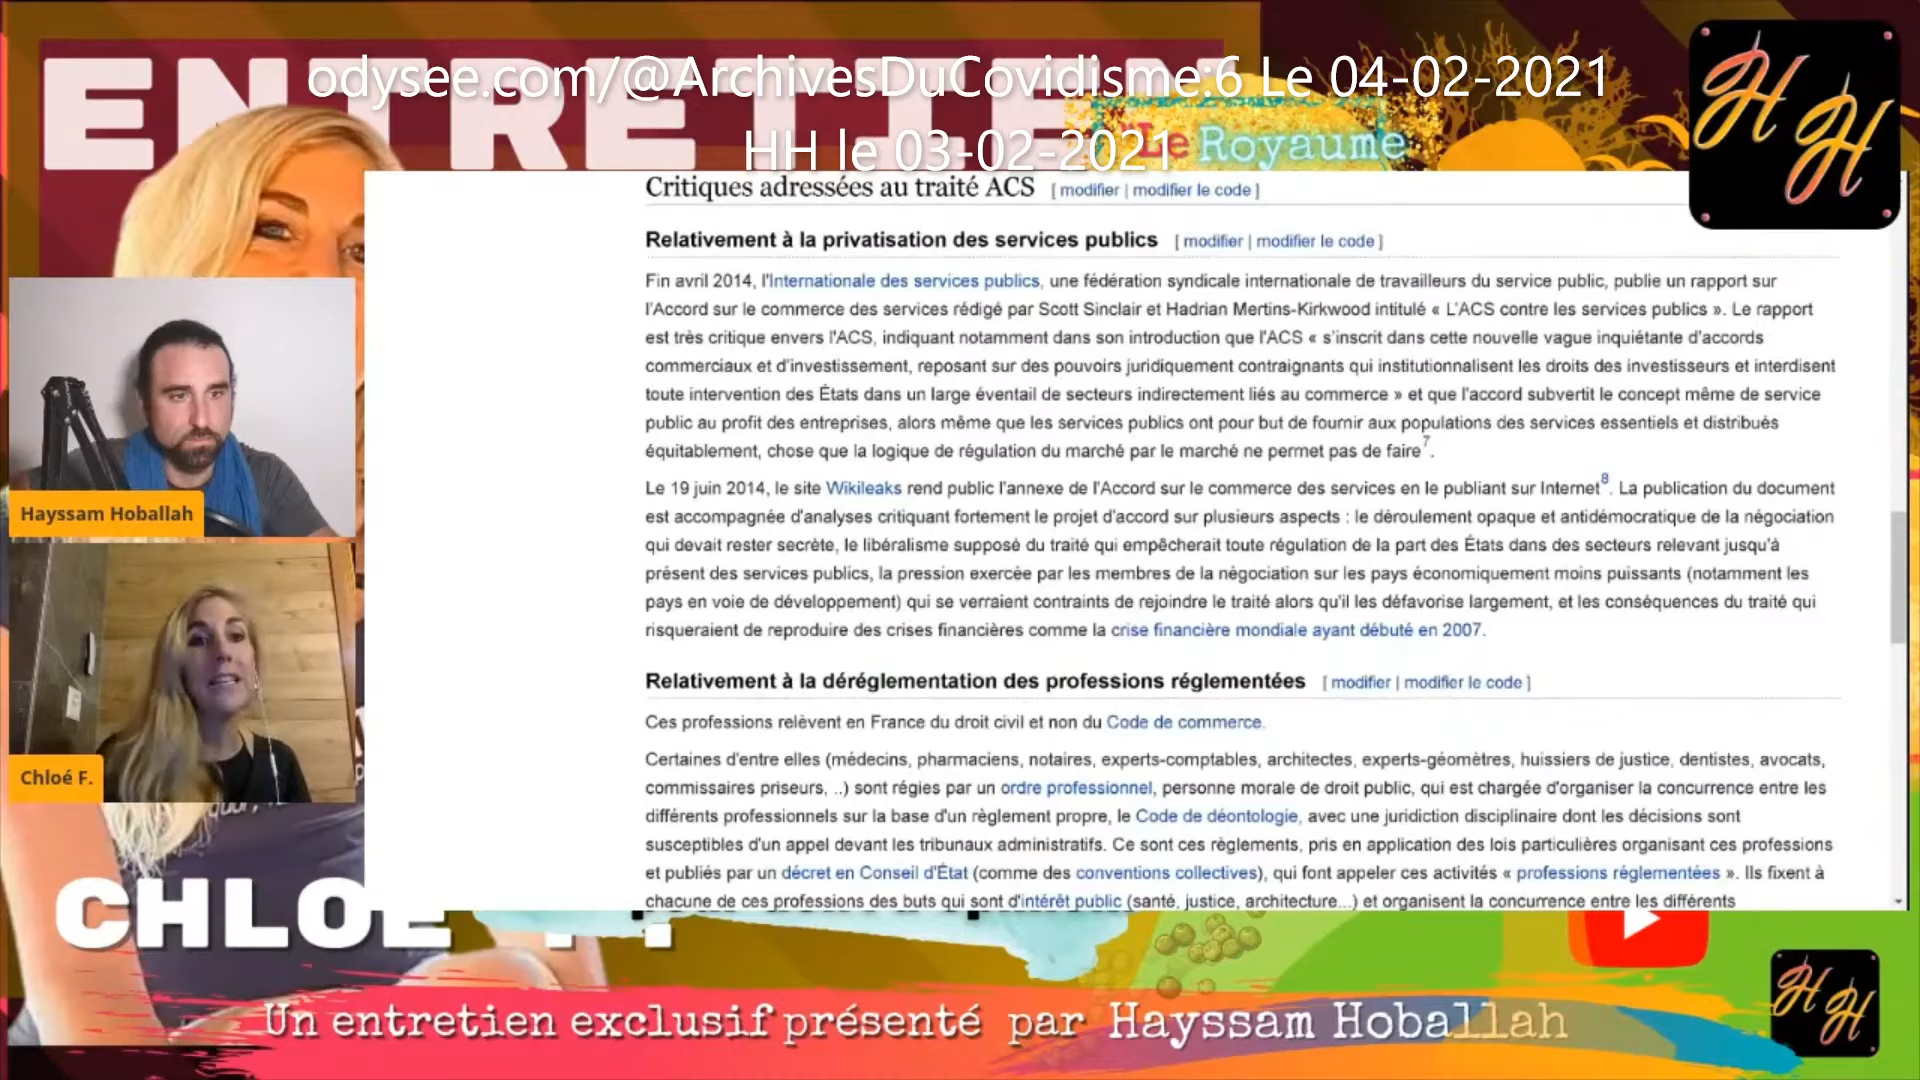 ENTRETIEN
odysee.com/@ArchivesDuCovidisme:6 Le 04-02-2021
HH le 03-02-2021
"Le Royaume
HH
Critiques adressées au traité ACS [ modifier | modifier le code ]
Relativement à la privatisation des services publics [ modifier | modifier le code ]
Fin avril 2014, l'Internationale des services publics, une fédération syndicale internationale de travailleurs du service public, publie un rapport sur
l'Accord sur le commerce des services rédigé par Scott Sinclair et Hadrian Mertins-Kirkwood intitulé « L'ACS contre les services publics ». Le rapport
est très critique envers l'ACS, indiquant notamment dans son introduction que l'ACS « s'inscrit dans cette nouvelle vague inquiétante d'accords
commerciaux et d'investissement, reposant sur des pouvoirs juridiquement contraignants qui institutionnalisent les droits des investisseurs et interdisent
toute intervention des États dans un large éventail de secteurs indirectement liés au commerce » et que l'accord subvertit le concept même de service
public au profit des entreprises, alors même que les services publics ont pour but de fournir aux populations des services essentiels et distribués
équitablement, chose que la logique de régulation du marché par le marché ne permet pas de faire7.
Le 19 juin 2014, le site Wikileaks rend public l'annexe de l'Accord sur le commerce des services en le publiant sur Internet8. La publication du document
est accompagnée d'analyses critiquant fortement le projet d'accord sur plusieurs aspects : le déroulement opaque et antidémocratique de la négociation
qui devait rester secrète, le libéralisme supposé du traité qui empêcherait toute régulation de la part des États dans des secteurs relevant jusqu'à
présent des services publics, la pression exercée par les membres de la négociation sur les pays économiquement moins puissants (notamment les
pays en voie de développement) qui se verraient contraints de rejoindre le traité alors qu'il les défavorise largement, et les conséquences du traité qui
risqueraient de reproduire des crises financières comme la crise financière mondiale ayant débuté en 2007.
Relativement à la déréglementation des professions réglementées [ modifier | modifier le code ]
Ces professions relèvent en France du droit civil et non du Code de commerce.
Certaines d'entre elles (médecins, pharmaciens, notaires, experts-comptables, architectes, experts-géomètres, huissiers de justice, dentistes, avocats,
commissaires priseurs, ..) sont régies par un ordre professionnel, personne morale de droit public, qui est chargée d'organiser la concurrence entre les
différents professionnels sur la base d'un règlement propre, le Code de déontologie, avec une juridiction disciplinaire dont les décisions sont
susceptibles d'un appel devant les tribunaux administratifs. Ce sont ces règlements, pris en application des lois particulières organisant ces professions
et publiés par un décret en Conseil d'État (comme des conventions collectives), qui font appeler ces activités « professions réglementées ». Ils fixent à
chacune de ces professions des buts qui sont d'intérêt public (santé, justice, architecture...) et organisent la concurrence entre les différents
Hayssam Hoballah
Chloé F.
CHLOE
Un entretien exclusif présenté par Hayssam Hoballah
HH